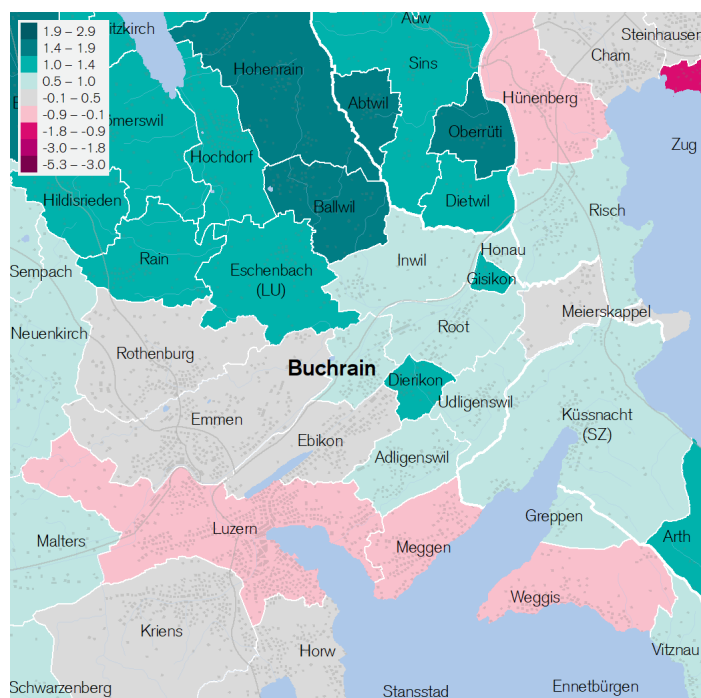 1.9 – 2.9
1.4 – 1.9
1.0 – 1.4
0.5 – 1.0
-0.1 – 0.5
-0.9 – -0.1
-1.8 – -0.9
-3.0 – -1.8
-5.3 – -3.0
itzkirch
Auw
Steinhausen
Cham
Sins
Hohenrain
Abtwil
Hünenberg
ömerswil
Oberrüti
Zug
Hochdorf
Hildisrieden
Ballwil
Dietwil
Risch
Rain
Inwil
Honau
Sempach
Eschenbach
(LU)
Gisikon
Meierskappel
Neuenkirch
Root
Rothenburg
Buchrain
Dierikon
Udligenswil
Emmen
Küssnacht
(SZ)
Ebikon
Adligenswil
Greppen
Luzern
Malters
Meggen
Arth
Weggis
Kriens
Horw
Vitznau
Schwarzenberg
Stansstad
Ennetbürgen